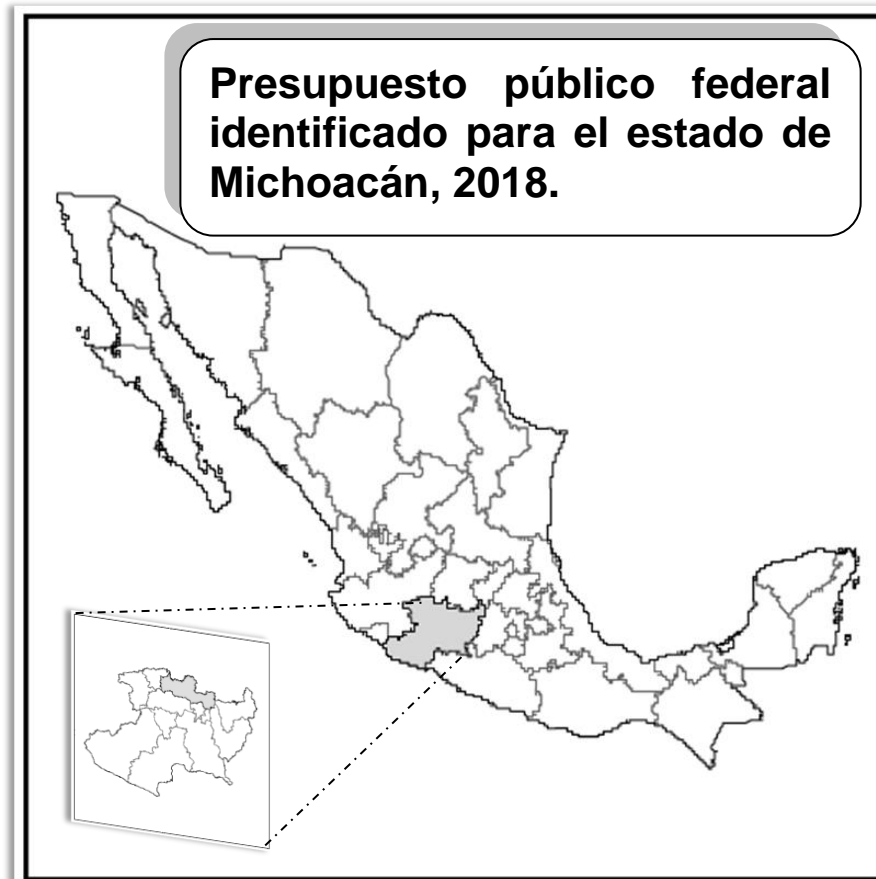 Presupuesto público federal
identificado para el estado de
Michoacán, 2018.